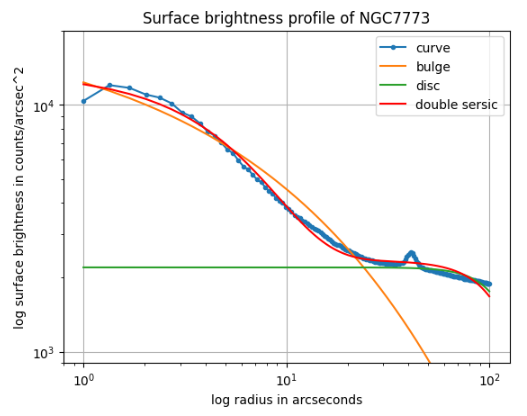 Surface brightness profile of NGC7773
log surface brightness in counts/arcsec^2
10^4
10^3
curve
bulge
disc
double sersic
10^0
10^1
10^2
log radius in arcseconds